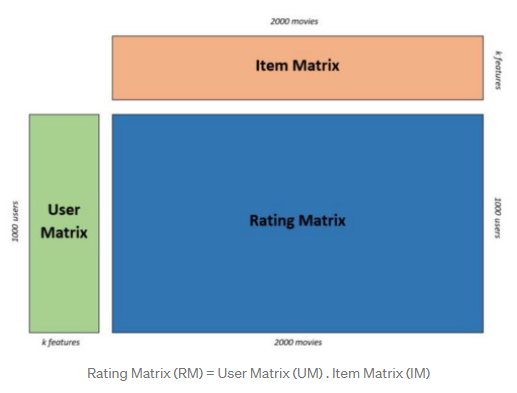 2000 movies
Item Matrix
k features
1000 users
User
Matrix
Rating Matrix
1000 users
k features
2000 movies
Rating Matrix (RM) = User Matrix (UM) . Item Matrix (IM)